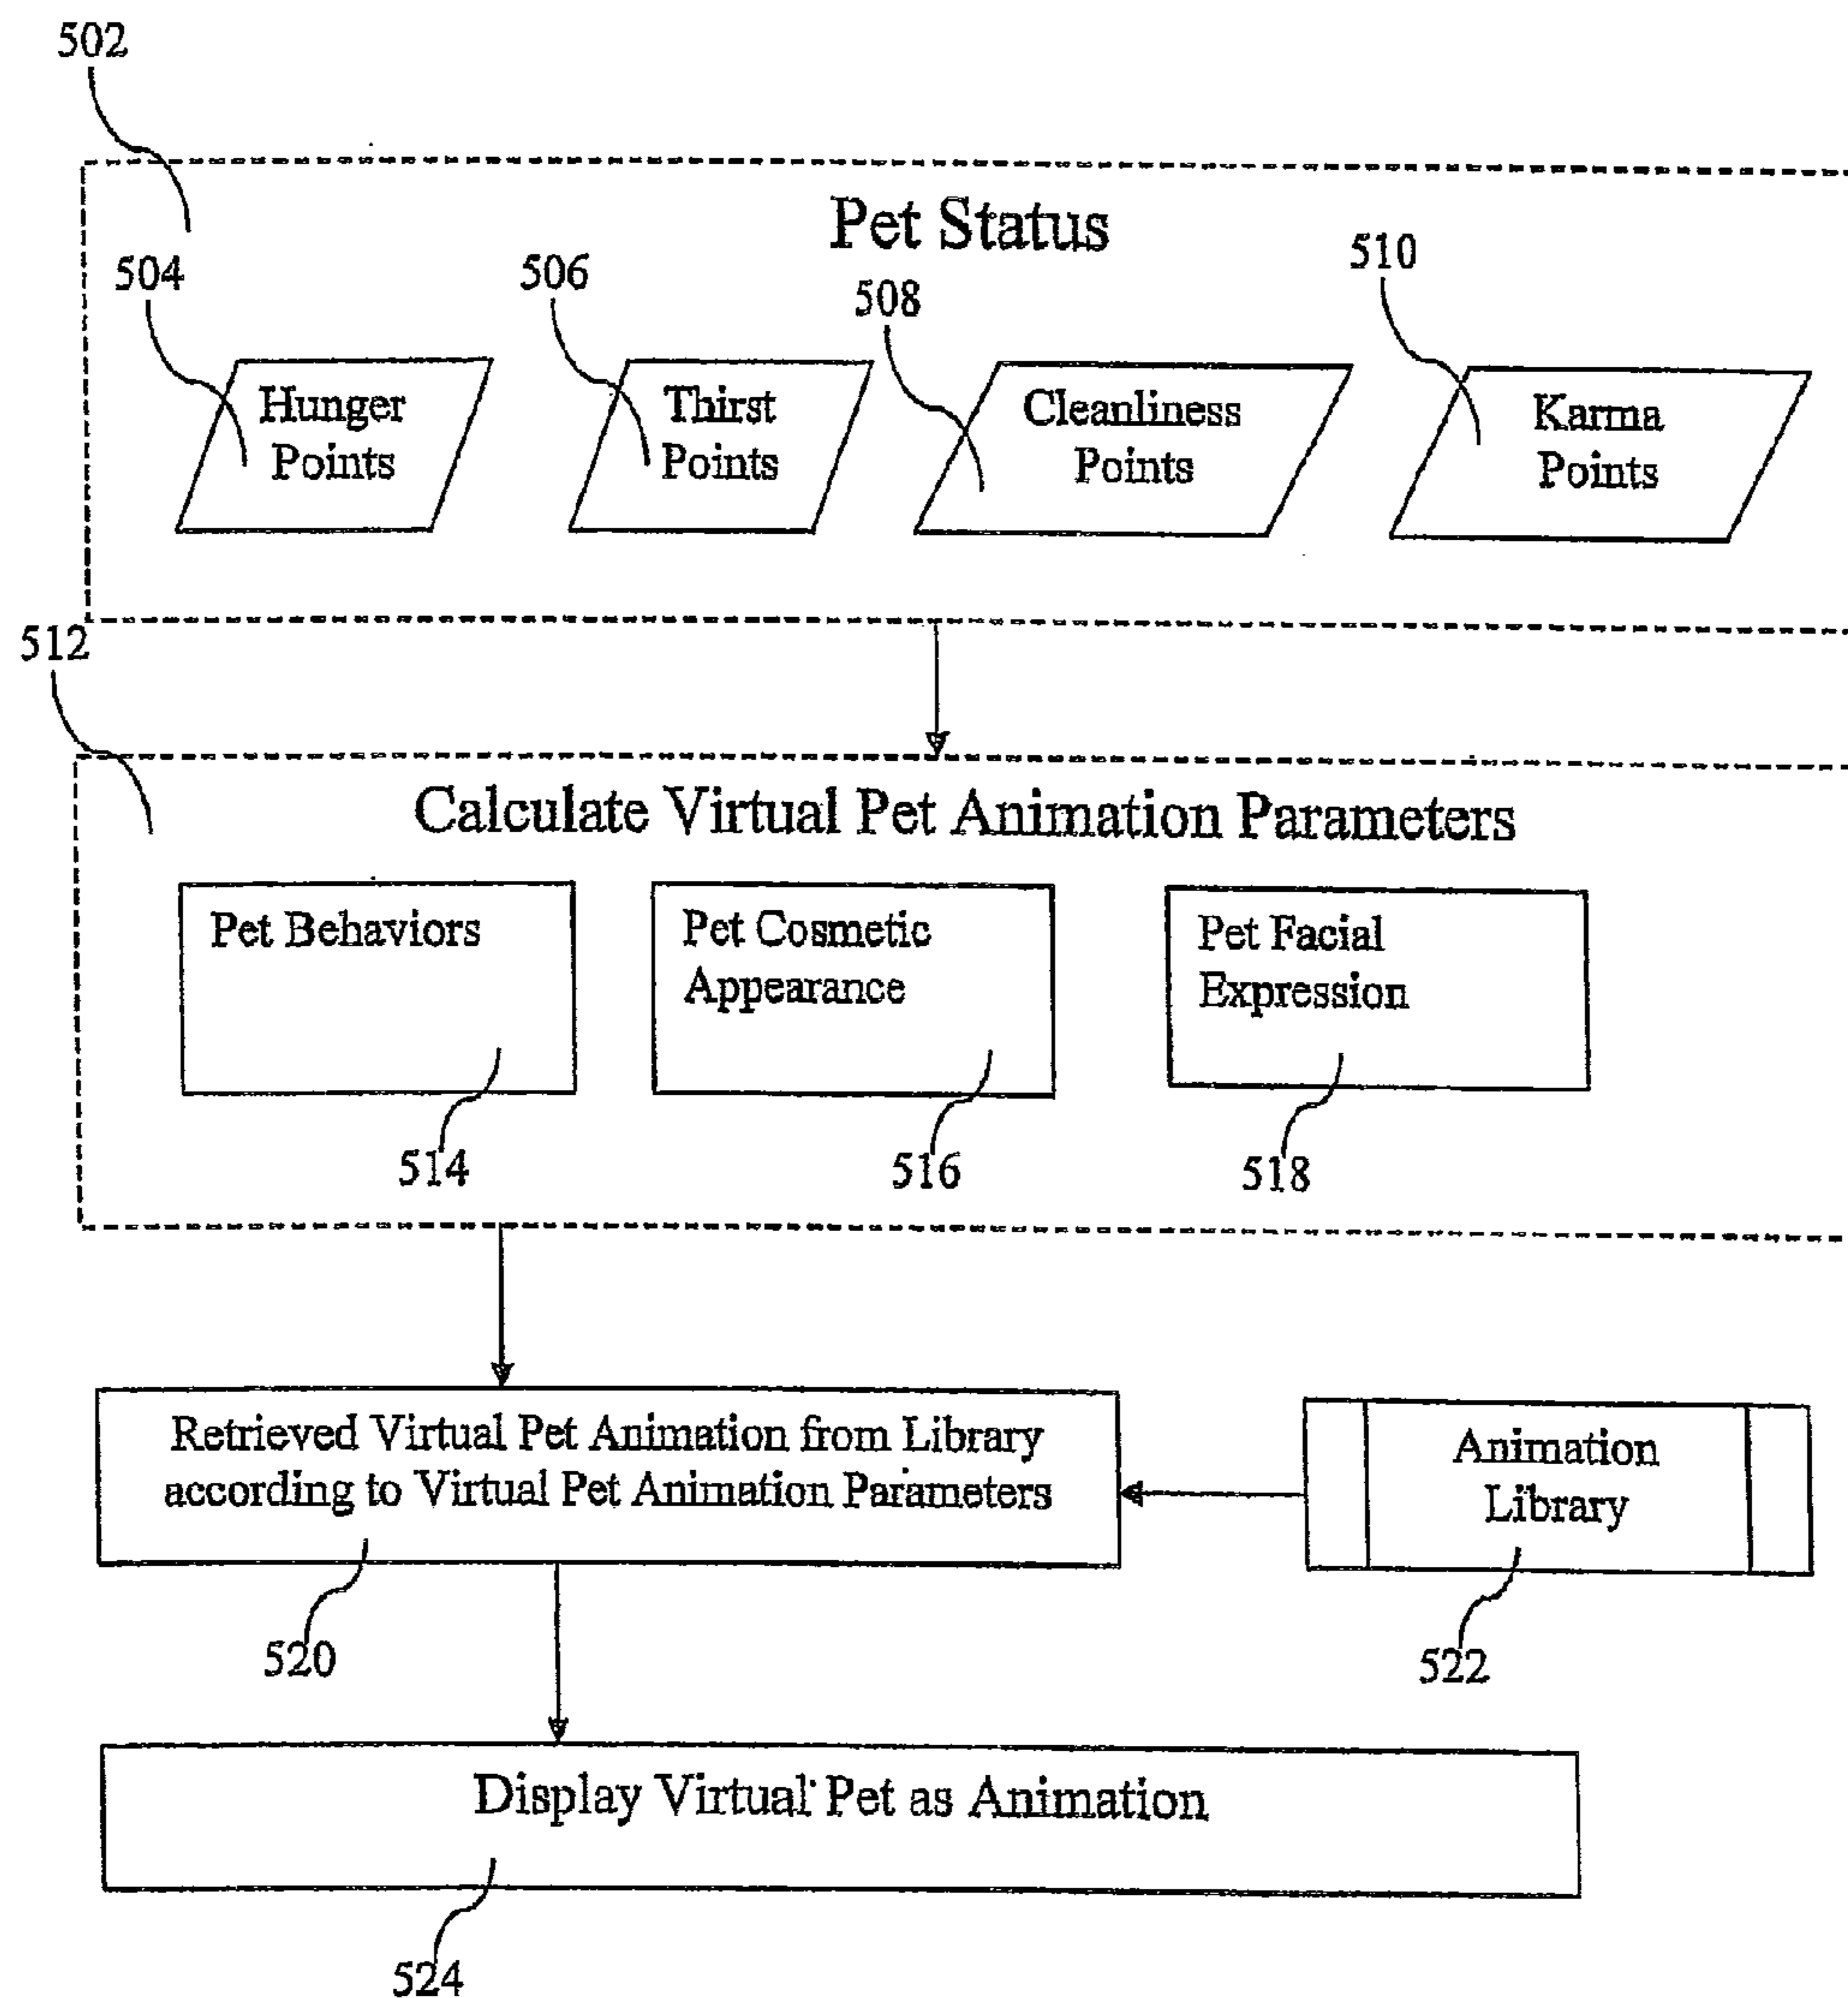 502
Pet Status
504
506
508
510
Hunger
Points
Thirst
Points
Cleanliness
Points
Karma
Points
512
Calculate Virtual Pet Animation Parameters
Pet Behaviors
Pet Cosmetic
Appearance
Pet Facial
Expression
514
516
518
Retrieved Virtual Pet Animation from Library
according to Virtual Pet Animation Parameters
Animation
Library
520
522
Display Virtual Pet as Animation
524